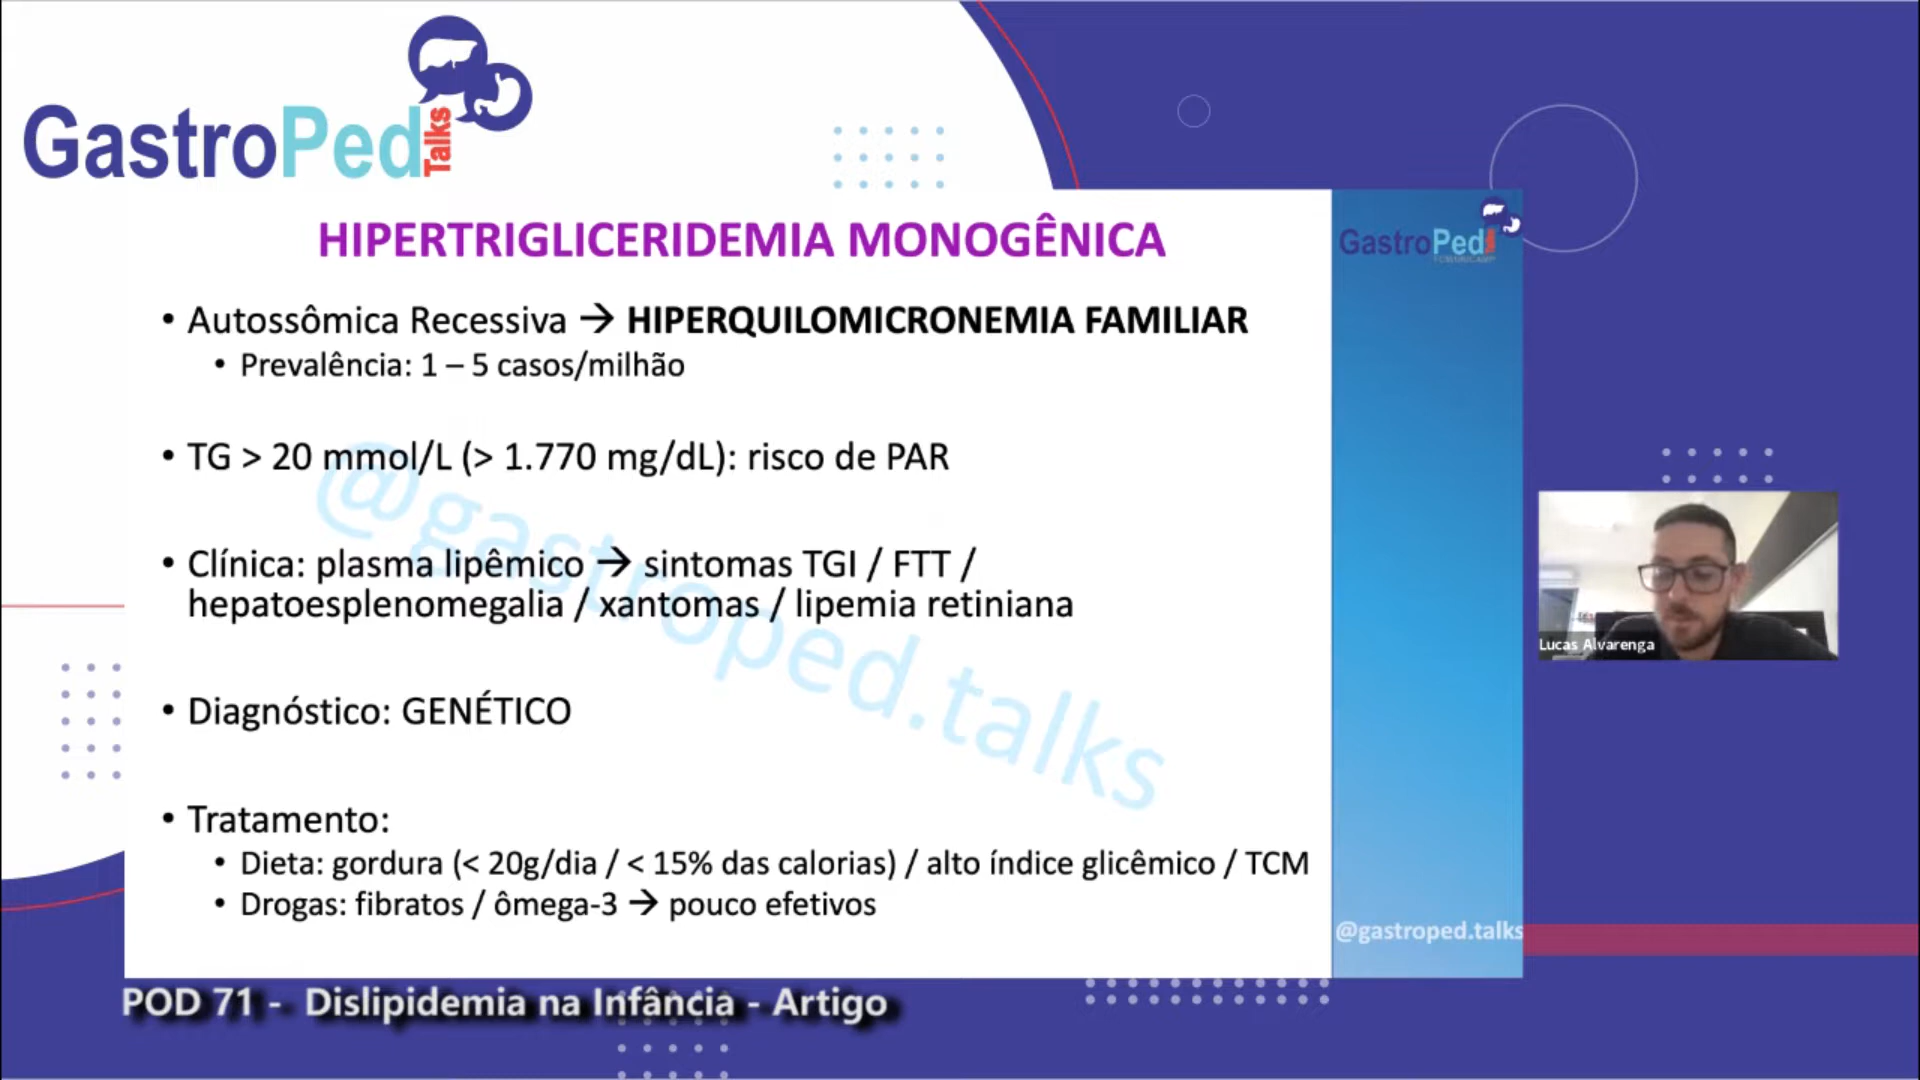 GastroPed Talks
GastroPed
HIPERTRIGLICERIDEMIA MONOGÊNICA
• Autossômica Recessiva → HIPERQUILOMICRONEMIA FAMILIAR
• Prevalência: 1 – 5 casos/milhão
• TG > 20 mmol/L (> 1.770 mg/dL): risco de PAR
• Clínica: plasma lipêmico → sintomas TGI / FTT /
hepatoesplenomegalia / xantomas / lipemia retiniana
@gastroped.talks
Lucas Alvarenga
• Diagnóstico: GENÉTICO
• Tratamento:
• Dieta: gordura (< 20g/dia / < 15% das calorias) / alto índice glicêmico / TCM
• Drogas: fibratos / ômega-3 → pouco efetivos
@gastroped.talks
POD 71 - Dislipidemia na Infância - Artigo